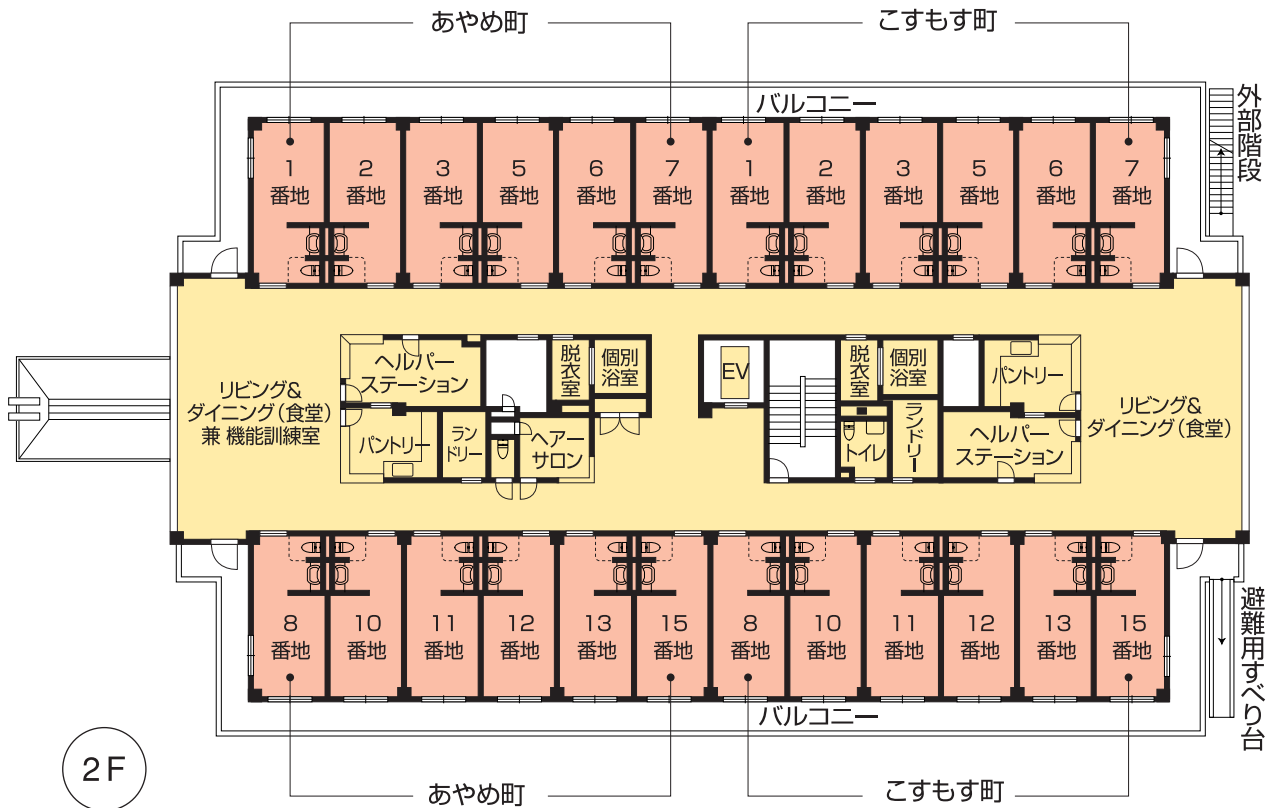 あやめ町
こすもす町
バルコニー
外部階段
1
番地
2
番地
3
番地
5
番地
6
番地
7
番地
1
番地
2
番地
3
番地
5
番地
6
番地
7
番地
リビング&
ダイニング(食堂)
兼 機能訓練室
ヘルパー
ステーション
パントリー
ラン
ドリー
脱衣室
個別
浴室
ヘアー
サロン
EV
脱衣室
個別
浴室
トイレ
ランドリー
パントリー
ヘルパー
ステーション
リビング&
ダイニング(食堂)
8
番地
10
番地
11
番地
12
番地
13
番地
15
番地
8
番地
10
番地
11
番地
12
番地
13
番地
15
番地
避難用すべり台
バルコニー
2F
あやめ町
こすもす町